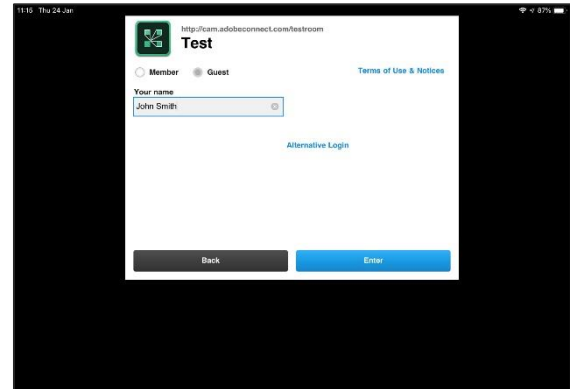 11:15 Thu 24 Jan
87%
http://cam.adobeconnect.com/testroom
Test
Member Guest
Terms of Use & Notices
Your name
John Smith
Alternative Login
Back Enter